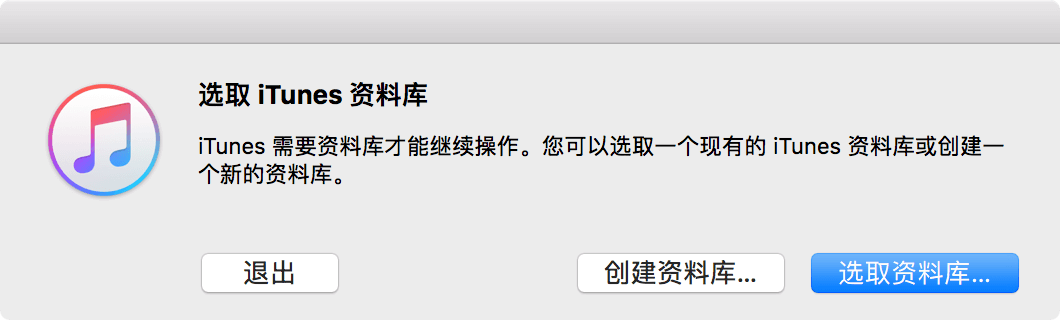 选取 iTunes 资料库
iTunes 需要资料库才能继续操作。您可以选取一个现有的 iTunes 资料库或创建一
个新的资料库。
退出
创建资料库...
选取资料库...